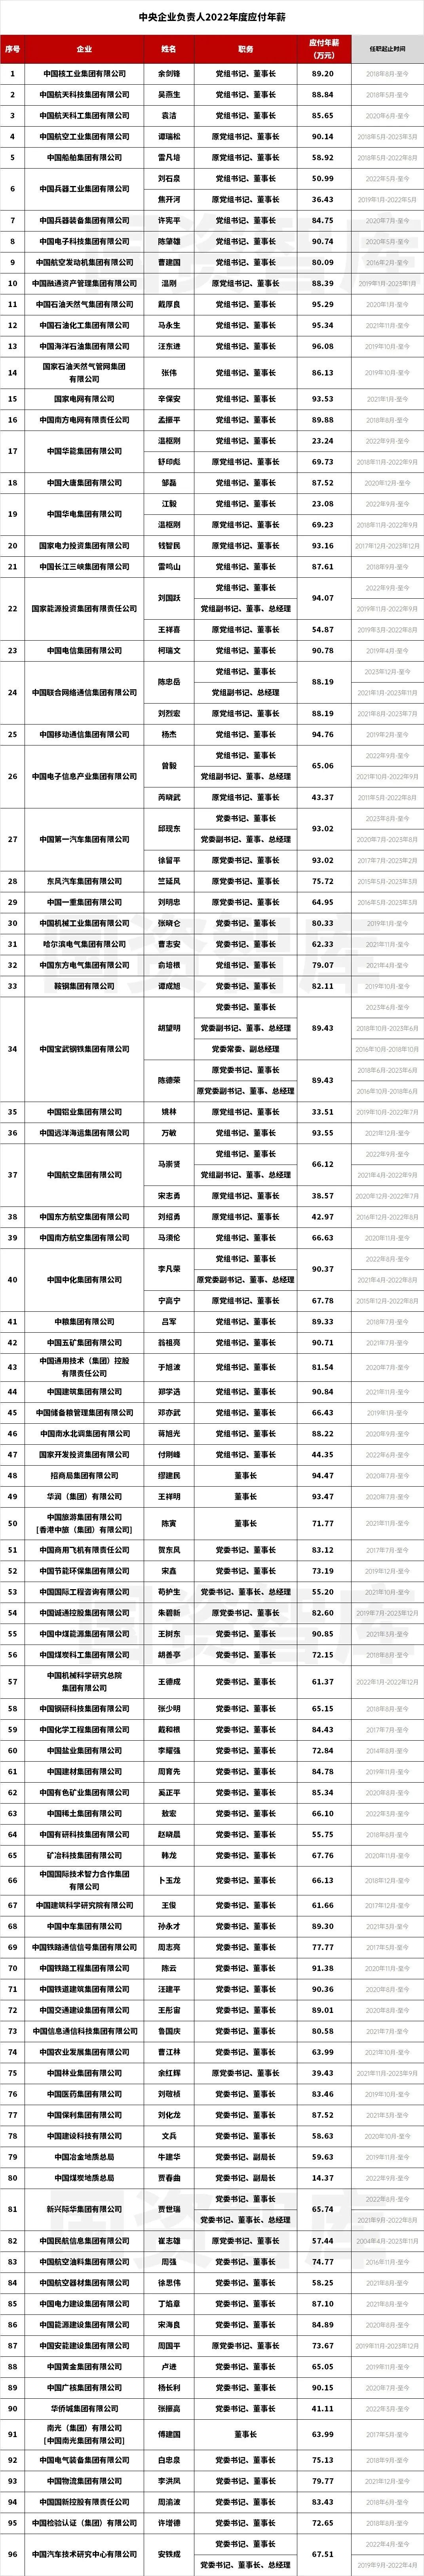 中央企业负责人2022年度应付年薪
序号 企业 姓名 职务 应付年薪（万元） 任职起止时间
1 中国核工业集团有限公司 余剑锋 党组书记、董事长 89.20 2018年8月-至今
2 中国航天科技集团有限公司 吴燕生 党组书记、董事长 88.84 2018年5月-至今
3 中国航天科工集团有限公司 袁洁 党组书记、董事长 85.65 2020年6月-至今
4 中国航空工业集团有限公司 谭瑞松 原党组书记、董事长 90.14 2018年5月-2023年3月
5 中国船舶集团有限公司 雷凡培 原党组书记、董事长 58.92 2018年5月-2022年8月
6 中国兵器工业集团有限公司 刘石泉 党组书记、董事长 50.99 2022年5月-至今
焦开河 原党组书记、董事长 36.43 2019年1月-2022年5月
7 中国兵器装备集团有限公司 许宪平 党组书记、董事长 84.75 2020年7月-至今
8 中国电子科技集团有限公司 陈肇雄 党组书记、董事长 90.74 2020年5月-至今
9 中国航空发动机集团有限公司 曹建国 党组书记、董事长 80.09 2016年2月-至今
10 中国融通资产管理集团有限公司 温刚 原党组书记、董事长 88.39 2019年1月-2023年1月
11 中国石油天然气集团有限公司 戴厚良 党组书记、董事长 95.29 2020年1月-至今
12 中国石油化工集团有限公司 马永生 党组书记、董事长 95.34 2021年11月-至今
13 中国海洋石油集团有限公司 汪东进 党组书记、董事长 96.08 2019年10月-至今
14 国家石油天然气管网集团有限公司 张伟 党组书记、董事长 86.13 2019年10月-至今
15 国家电网有限公司 辛保安 党组书记、董事长 93.53 2021年1月-至今
16 中国南方电网有限责任公司 孟振平 党组书记、董事长 89.88 2018年8月-至今
17 中国华能集团有限公司 温枢刚 党组书记、董事长 23.24 2022年9月-至今
舒印彪 原党组书记、董事长 69.73 2018年11月-2022年9月
18 中国大唐集团有限公司 邹磊 党组书记、董事长 87.52 2020年12月-至今
19 中国华电集团有限公司 江毅 党组书记、董事长 23.08 2022年9月-至今
温枢刚 原党组书记、董事长 69.23 2018年11月-2022年9月
20 国家电力投资集团有限公司 钱智民 原党组书记、董事长 93.16 2017年12月-2023年12月
21 中国长江三峡集团有限公司 雷鸣山 党组书记、董事长 87.61 2018年9月-至今
22 国家能源投资集团有限责任公司 刘国跃 党组书记、董事长 94.07 2022年9月-至今
党组副书记、董事、总经理 2019年11月-2022年9月
王祥喜 原党组书记、董事长 54.87 2019年3月-2022年8月
23 中国电信集团有限公司 柯瑞文 党组书记、董事长 90.78 2019年4月-至今
24 中国联合网络通信集团有限公司 陈忠岳 党组书记、董事长 88.19 2023年12月-至今
党组副书记、总经理 2021年1月-2023年11月
刘烈宏 原党组书记、董事长 88.19 2021年8月-2023年7月
25 中国移动通信集团有限公司 杨杰 党组书记、董事长 94.76 2019年2月-至今
26 中国电子信息产业集团有限公司 曾毅 党组书记、董事长 65.06 2022年9月-至今
党组副书记、董事、总经理 2021年10月-2022年9月
芮晓武 原党组书记、董事长 43.37 2011年5月-2022年8月
27 中国第一汽车集团有限公司 邱现东 党委书记、董事长 93.02 2023年8月-至今
党委副书记、董事、总经理 2020年7月-2023年8月
徐留平 原党委书记、董事长 93.02 2017年7月-2023年2月
28 东风汽车集团有限公司 竺延风 原党委书记、董事长 75.72 2015年5月-2023年3月
29 中国一重集团有限公司 刘明忠 原党委书记、董事长 64.95 2016年5月-2023年3月
30 中国机械工业集团有限公司 张晓仑 党委书记、董事长 80.33 2019年1月-至今
31 哈尔滨电气集团有限公司 曹志安 党委书记、董事长 62.33 2021年11月-至今
32 中国东方电气集团有限公司 俞培根 党组书记、董事长 79.07 2021年4月-至今
33 鞍钢集团有限公司 谭成旭 党委书记、董事长 82.11 2019年10月-至今
34 中国宝武钢铁集团有限公司 胡望明 党委书记、董事长 89.43 2023年6月-至今
党委副书记、董事、总经理 2018年10月-2023年6月
党委常委、副总经理 2016年10月-2018年10月
陈德荣 原党委书记、董事长 89.43 2018年6月-2023年6月
原党委副书记、董事、总经理 2016年10月-2018年6月
35 中国铝业集团有限公司 姚林 原党组书记、董事长 33.51 2019年10月-2022年7月
36 中国远洋海运集团有限公司 万敏 党组书记、董事长 93.55 2021年12月-至今
37 中国航空集团有限公司 马崇贤 党组书记、董事长 66.12 2022年9月-至今
党组副书记、董事、总经理 2021年4月-2022年9月
宋志勇 原党组书记、董事长 38.57 2020年12月-2022年7月
38 中国东方航空集团有限公司 刘绍勇 原党组书记、董事长 42.97 2016年12月-2022年8月
39 中国南方航空集团有限公司 马须伦 党组书记、董事长 66.63 2020年11月-至今
40 中国中化集团有限公司 李凡荣 党组书记、董事长 90.37 2022年8月-至今
原党委副书记、董事、总经理 2021年4月-2022年8月
宁高宁 原党组书记、董事长 67.78 2015年12月-2022年8月
41 中粮集团有限公司 吕军 党组书记、董事长 89.33 2018年7月-至今
42 中国五矿集团有限公司 翁祖亮 党组书记、董事长 90.71 2021年7月-至今
43 中国通用技术（集团）控股有限责任公司 于旭波 党组书记、董事长 81.54 2020年7月-至今
44 中国建筑集团有限公司 郑学选 党组书记、董事长 90.84 2021年11月-至今
45 中国储备粮管理集团有限公司 邓亦武 党组书记、董事长 66.43 2019年1月-至今
46 中国南水北调集团有限公司 蒋旭光 党组书记、董事长 88.22 2020年9月-至今
47 国家开发投资集团有限公司 付刚峰 党组书记、董事长 44.35 2022年6月-至今
48 招商局集团有限公司 缪建民 董事长 94.47 2020年7月-至今
49 华润（集团）有限公司 王祥明 董事长 93.47 2020年7月-至今
50 中国旅游集团有限公司[香港中旅（集团）有限公司] 陈寅 董事长 71.77 2021年11月-至今
51 中国商用飞机有限责任公司 贺东风 党委书记、董事长 83.12 2017年7月-至今
52 中国节能环保集团有限公司 宋鑫 党委书记、董事长 73.19 2019年12月-至今
53 中国国际工程咨询有限公司 苟护生 党委书记、董事长、总经理 55.20 2021年10月-至今
54 中国诚通控股集团有限公司 朱碧新 原党委书记、董事长 82.60 2019年7月-2023年12月
55 中国中煤能源集团有限公司 王树东 党委书记、董事长 90.85 2021年3月-至今
56 中国煤炭科工集团有限公司 胡善亭 党委书记、董事长 72.15 2018年8月-至今
57 中国机械科学研究总院集团有限公司 王德成 党委书记、董事长 61.37 2022年1月-2022年12月
58 中国钢研科技集团有限公司 张少明 党委书记、董事长 65.15 2018年8月-至今
59 中国化学工程集团有限公司 戴和根 党委书记、董事长 84.43 2017年7月-至今
60 中国盐业集团有限公司 李耀强 党委书记、董事长 72.84 2014年8月-至今
61 中国建材集团有限公司 周育先 党委书记、董事长 84.78 2019年11月-至今
62 中国有色矿业集团有限公司 奚正平 党委书记、董事长 85.34 2020年8月-至今
63 中国稀土集团有限公司 敖宏 党委书记、董事长 66.10 2022年3月-至今
64 中国有研科技集团有限公司 赵晓晨 党委书记、董事长 55.75 2018年8月-至今
65 矿冶科技集团有限公司 韩龙 党委书记、董事长 67.76 2020年11月-至今
66 中国国际技术智力合作集团有限公司 卜玉龙 党委书记、董事长 66.13 2018年12月-至今
67 中国建筑科学研究院有限公司 王俊 党委书记、董事长 61.66 2017年12月-至今
68 中国中车集团有限公司 孙永才 党委书记、董事长 89.30 2021年3月-至今
69 中国铁路通信信号集团有限公司 周志亮 党委书记、董事长 77.77 2017年5月-至今
70 中国铁路工程集团有限公司 陈云 党委书记、董事长 91.38 2020年11月-至今
71 中国铁道建筑集团有限公司 汪建平 党委书记、董事长 90.36 2020年8月-至今
72 中国交通建设集团有限公司 王彤宙 党委书记、董事长 89.01 2020年8月-至今
73 中国信息通信科技集团有限公司 鲁国庆 党委书记、董事长 80.58 2021年7月-至今
74 中国农业发展集团有限公司 曹江林 党委书记、董事长 63.99 2021年10月-至今
75 中国林业集团有限公司 余红辉 原党委书记、董事长 39.43 2021年11月-2023年9月
76 中国医药集团有限公司 刘敬桢 党委书记、董事长 83.46 2019年10月-至今
77 中国保利集团有限公司 刘化龙 党委书记、董事长 87.52 2021年3月-至今
78 中国建设科技有限公司 文兵 党委书记、董事长 58.63 2020年10月-至今
79 中国冶金地质总局 牛建华 党委书记、副局长 59.63 2019年11月-至今
80 中国煤炭地质总局 贾春曲 党委书记、副局长 14.37 2022年9月-至今
81 新兴际华集团有限公司 贾世瑞 党委书记、董事长 65.74 2022年8月-至今
党委书记、董事长、总经理 2021年9月-2022年8月
82 中国民航信息集团有限公司 崔志雄 原党委书记、董事长 57.44 2004年4月-2023年11月
83 中国航空油料集团有限公司 周强 党委书记、董事长 74.77 2016年11月-至今
84 中国航空器材集团有限公司 徐思伟 党委书记、董事长 58.25 2021年8月-至今
85 中国电力建设集团有限公司 丁焰章 党委书记、董事长 87.10 2021年8月-至今
86 中国能源建设集团有限公司 宋海良 党委书记、董事长 84.89 2020年8月-至今
87 中国安能建设集团有限公司 周国平 原党委书记、董事长 73.67 2019年11月-2023年12月
88 中国黄金集团有限公司 卢进 党委书记、董事长 65.05 2019年11月-至今
89 中国广核集团有限公司 杨长利 党委书记、董事长 90.15 2020年7月-至今
90 华侨城集团有限公司 张振高 党委书记、董事长 41.11 2022年3月-至今
91 南光（集团）有限公司[中国南光集团有限公司] 傅建国 董事长 63.99 2017年5月-至今
92 中国电气装备集团有限公司 白忠泉 党委书记、董事长 75.13 2018年9月-至今
93 中国物流集团有限公司 李洪凤 党委书记、董事长 79.77 2021年12月-至今
94 中国国新控股有限责任公司 周渝波 党委书记、董事长 83.43 2018年6月-至今
95 中国检验认证（集团）有限公司 许增德 党委书记、董事长 72.65 2018年8月-至今
96 中国汽车技术研究中心有限公司 安铁成 党委书记、董事长 67.51 2022年4月-至今
党委书记、董事长、总经理 2019年9月-2022年4月
国资智库
国资智库
国资智库
国资智库